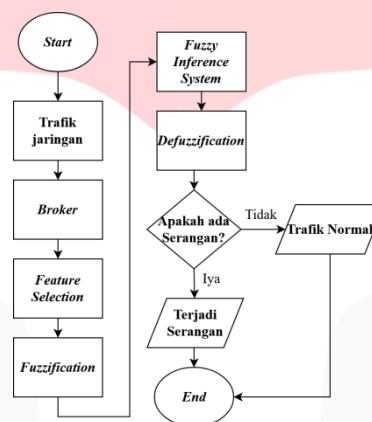 Start
Trafik
jaringan
Broker
Feature
Selection
Fuzzification
Fuzzy
Inference
System
Defuzzification
Apakah ada
Serangan?
Tidak
Trafik Normal
Iya
Terjadi
Serangan
End